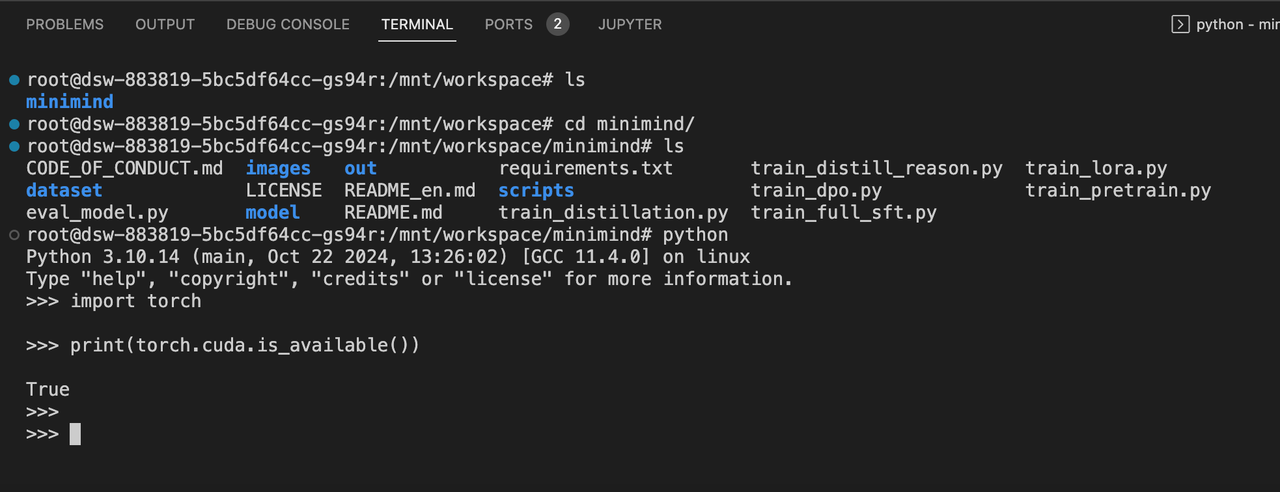 PROBLEMS OUTPUT DEBUG CONSOLE TERMINAL PORTS 2 JUPYTER python - min
root@dsw-883819-5bc5df64cc-gs94r:/mnt/workspace# ls
minimind
root@dsw-883819-5bc5df64cc-gs94r:/mnt/workspace# cd minimind/
root@dsw-883819-5bc5df64cc-gs94r:/mnt/workspace/minimind# ls
CODE_OF_CONDUCT.md images out requirements.txt train_distill_reason.py train_lora.py
dataset LICENSE README_en.md scripts train_dpo.py train_pretrain.py
eval_model.py model README.md train_distillation.py train_full_sft.py
root@dsw-883819-5bc5df64cc-gs94r:/mnt/workspace/minimind# python
Python 3.10.14 (main, Oct 22 2024, 13:26:02) [GCC 11.4.0] on linux
Type "help", "copyright", "credits" or "license" for more information.
>>> import torch
>>> print(torch.cuda.is_available())
True
>>>
>>>